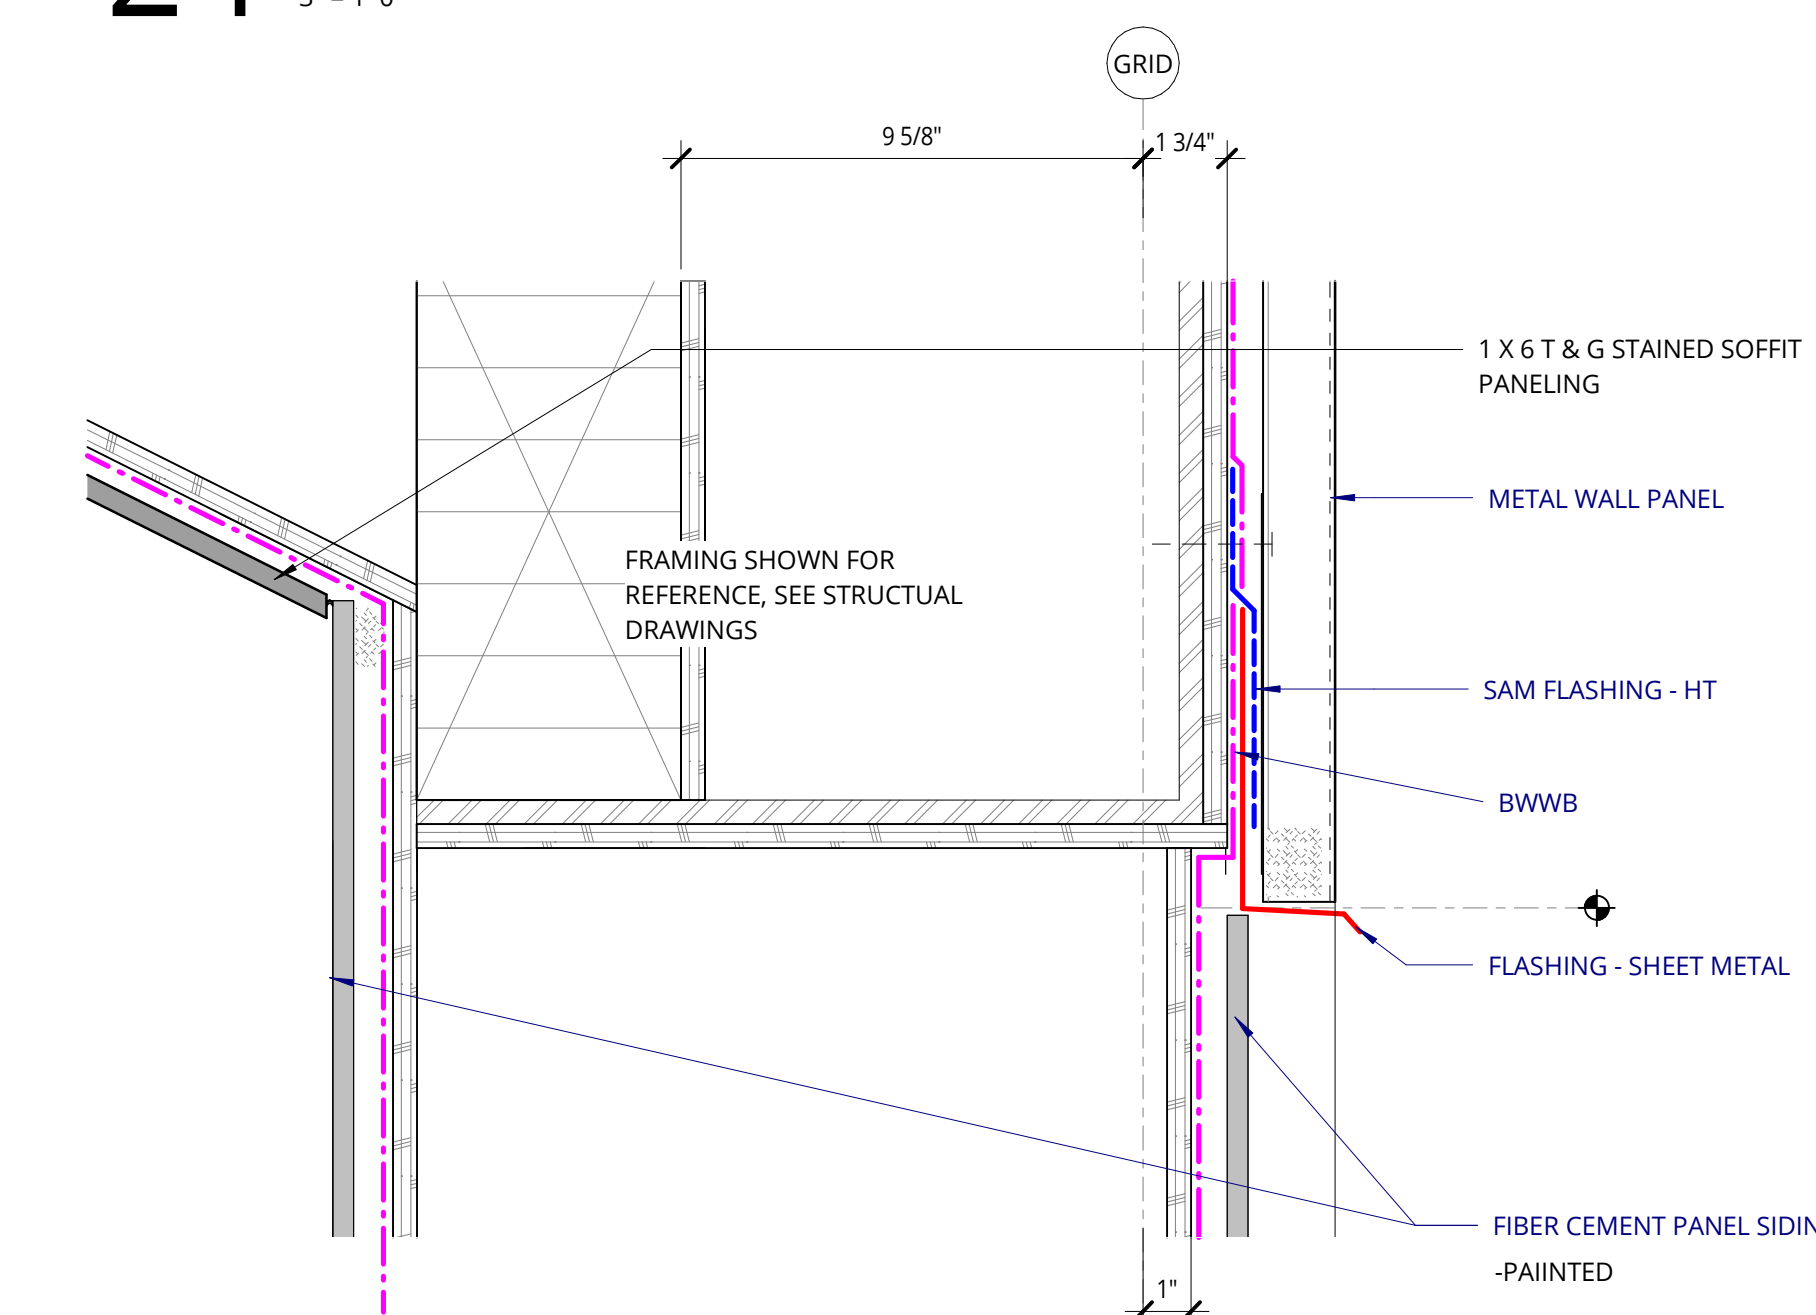 GRID
9 5/8"
1 3/4"
1 X 6 T & G STAINED SOFFIT
PANELING
METAL WALL PANEL
FRAMING SHOWN FOR
REFERENCE, SEE STRUCTUAL
DRAWINGS
SAM FLASHING - HT
BWWB
FLASHING - SHEET METAL
FIBER CEMENT PANEL SIDIN
-PAIINTED
1"